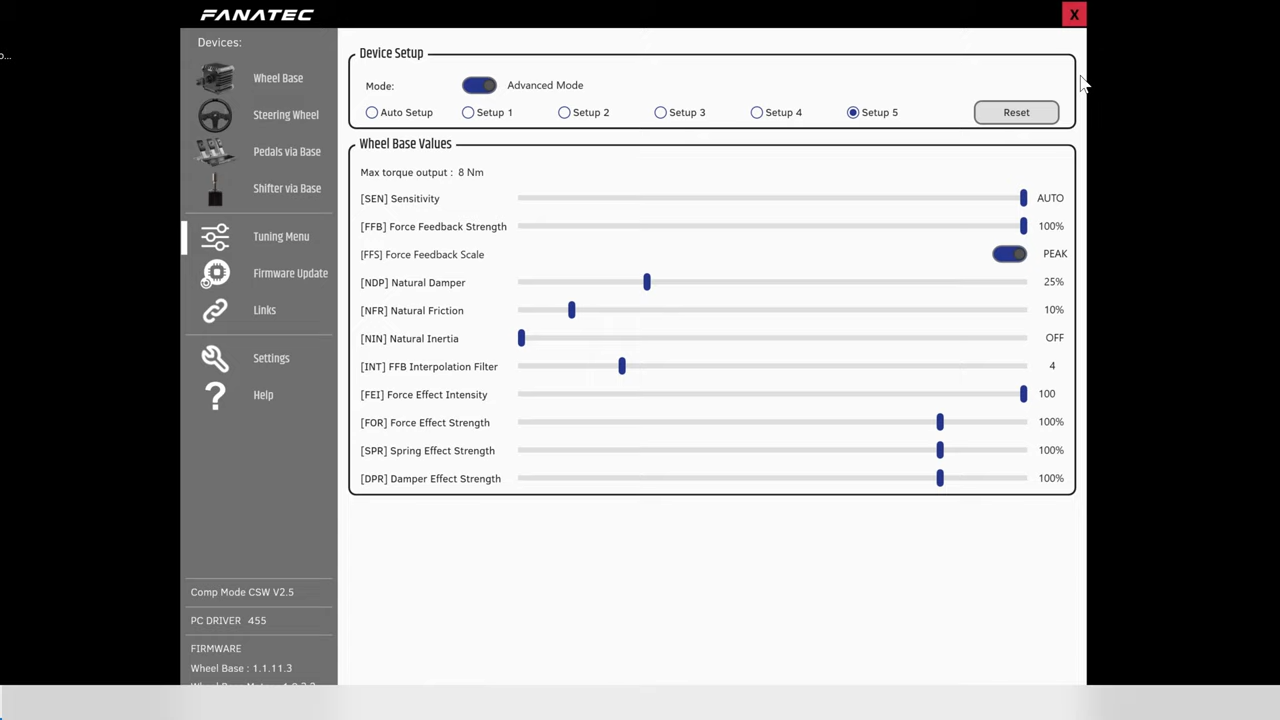 FANATEC
X
Devices:
Wheel Base
Steering Wheel
Pedals via Base
Shifter via Base
Tuning Menu
Firmware Update
Links
Settings
Help
Comp Mode CSW V2.5
PC DRIVER 455
FIRMWARE
Wheel Base : 1.1.11.3
Device Setup
Mode: Advanced Mode
Auto Setup Setup 1 Setup 2 Setup 3 Setup 4 Setup 5 Reset
Wheel Base Values
Max torque output : 8 Nm
[SEN] Sensitivity AUTO
[FFB] Force Feedback Strength 100%
[FFS] Force Feedback Scale PEAK
[NDP] Natural Damper 25%
[NFR] Natural Friction 10%
[NIN] Natural Inertia OFF
[INT] FFB Interpolation Filter 4
[FEI] Force Effect Intensity 100
[FOR] Force Effect Strength 100%
[SPR] Spring Effect Strength 100%
[DPR] Damper Effect Strength 100%